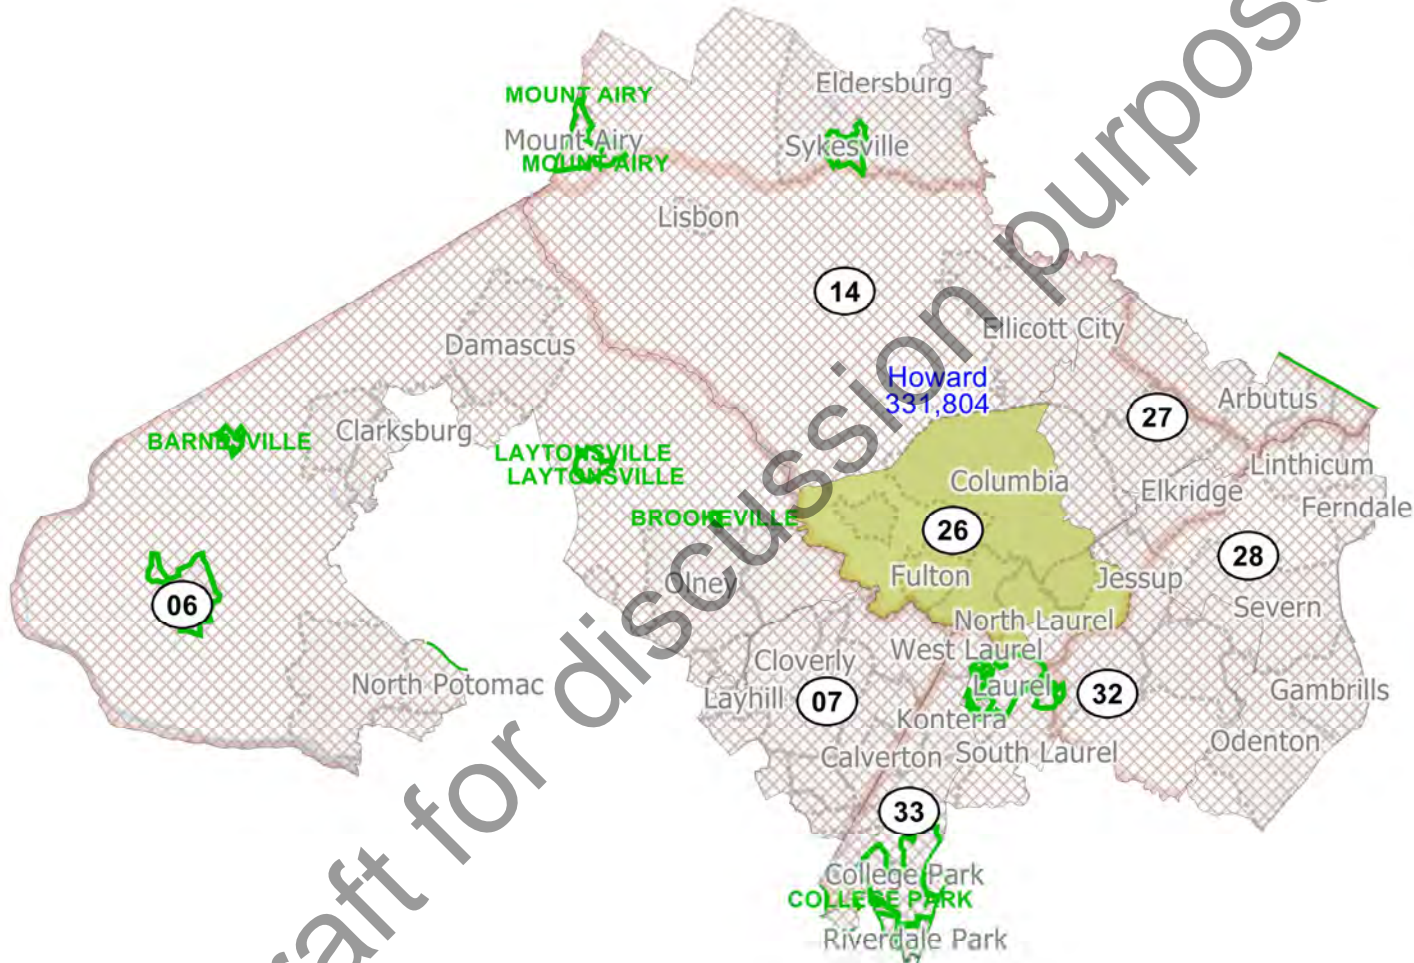 Eldersburg
MOUNT AIRY
Mount Airy
Sykesville
MOUNT AIRY
Lisbon
14
Ellicott City
Damascus
Howard
331,804
Arbutus
27
Clarksburg
BARNESVILLE
LAYTONSVILLE
LAYTONSVILLE
Linthicum
Columbia
Elkridge
Ferndale
BROOKEVILLE
26
28
Olney
Fulton
Jessup
06
Severn
North Laurel
West Laurel
Cloverly
North Potomac
Layhill
07
Laurel
32
Gambrills
Konterra
Calverton
South Laurel
Odenton
33
College Park
COLLEGE PARK
Riverdale Park
raft for discussion purpos